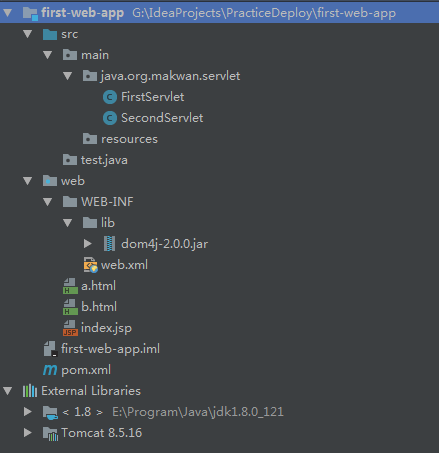 first-web-app G:\IdeaProjects\PracticeDeploy\first-web-app
src
main
java.org.makwan.servlet
FirstServlet
SecondServlet
resources
test.java
web
WEB-INF
lib
dom4j-2.0.0.jar
web.xml
a.html
b.html
index.jsp
first-web-app.iml
pom.xml
External Libraries
< 1.8 > E:\Program\Java\jdk1.8.0_121
Tomcat 8.5.16